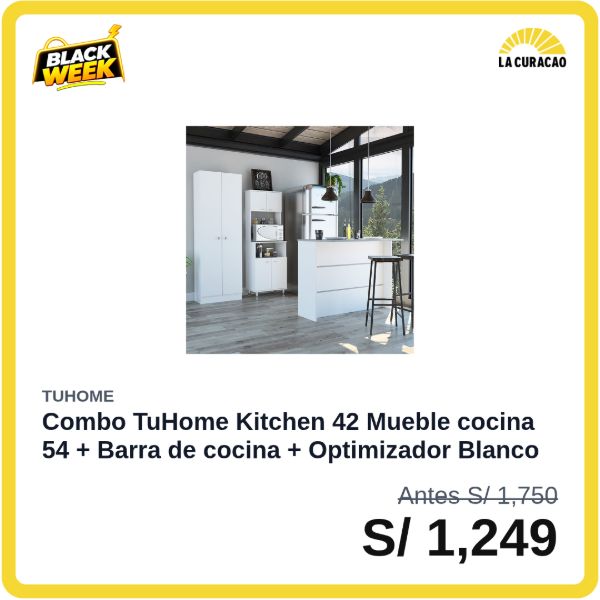 BLACK
WEEK
LA CURACAO
TUHOME
Combo TuHome Kitchen 42 Mueble cocina
54 + Barra de cocina + Optimizador Blanco
Antes S/ 1,750
S/ 1,249